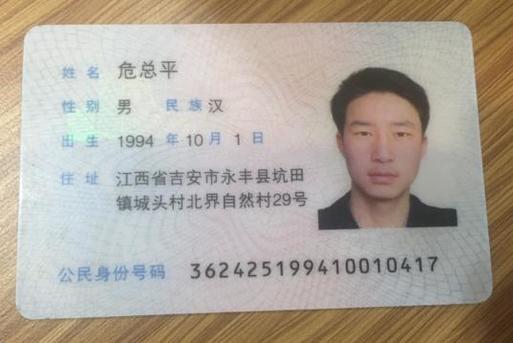 姓名 危总平
性别 男 民族 汉
出生 1994 年 10 月 1 日
住址 江西省吉安市永丰县坑田
镇城头村北界自然村29号
公民身份号码 362425199410010417